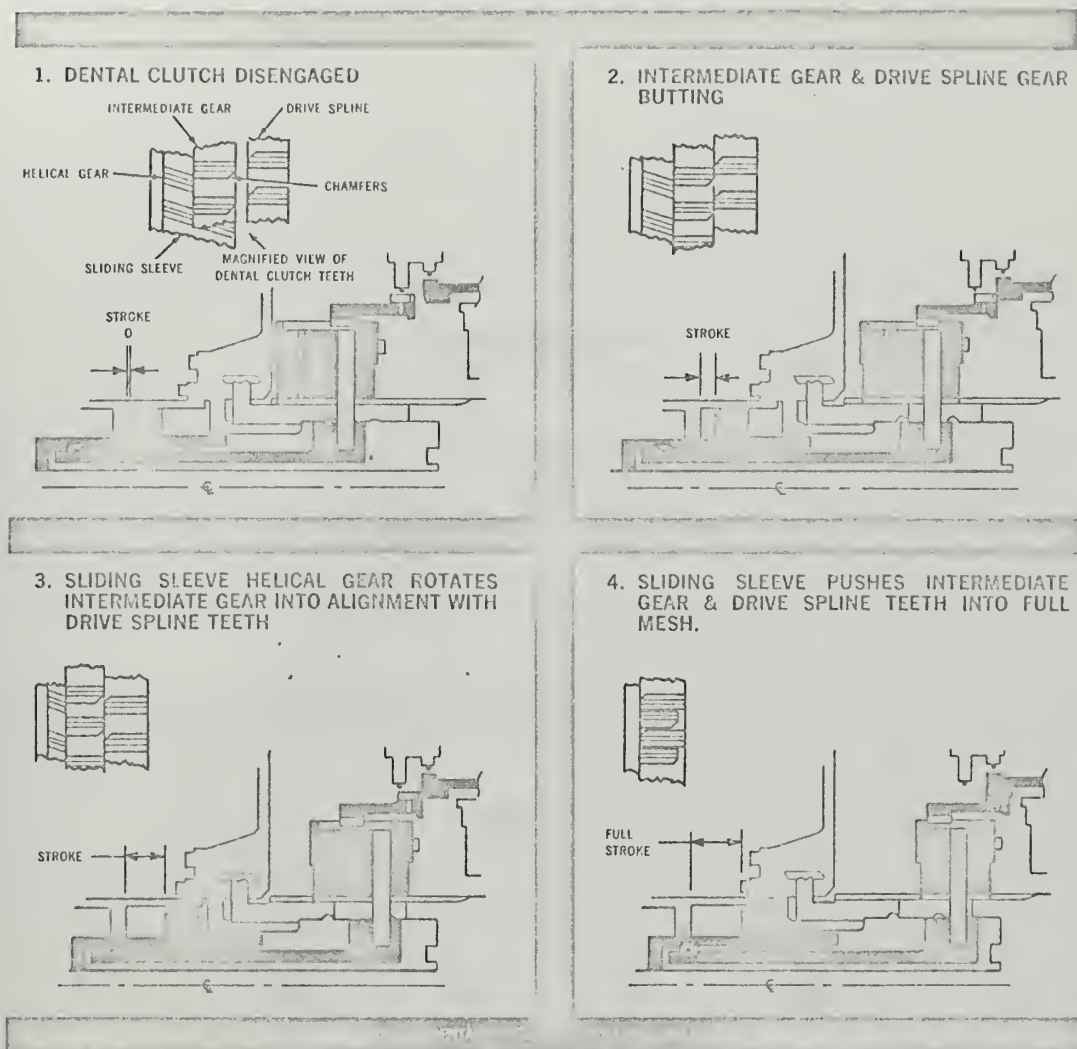 1. DENTAL CLUTCH DISENGAGED
INTERMEDIATE GEAR
DRIVE SPLINE
HELICAL GEAR
CHAMFERS
SLIDING SLEEVE
MAGNIFIED VIEW OF
DENTAL CLUTCH TEETH
STROKE
0
℄
2. INTERMEDIATE GEAR & DRIVE SPLINE GEAR
BUTTING
STROKE
℄
3. SLIDING SLEEVE HELICAL GEAR ROTATES
INTERMEDIATE GEAR INTO ALIGNMENT WITH
DRIVE SPLINE TEETH
STROKE
℄
4. SLIDING SLEEVE PUSHES INTERMEDIATE
GEAR & DRIVE SPLINE TEETH INTO FULL
MESH.
FULL
STROKE
℄